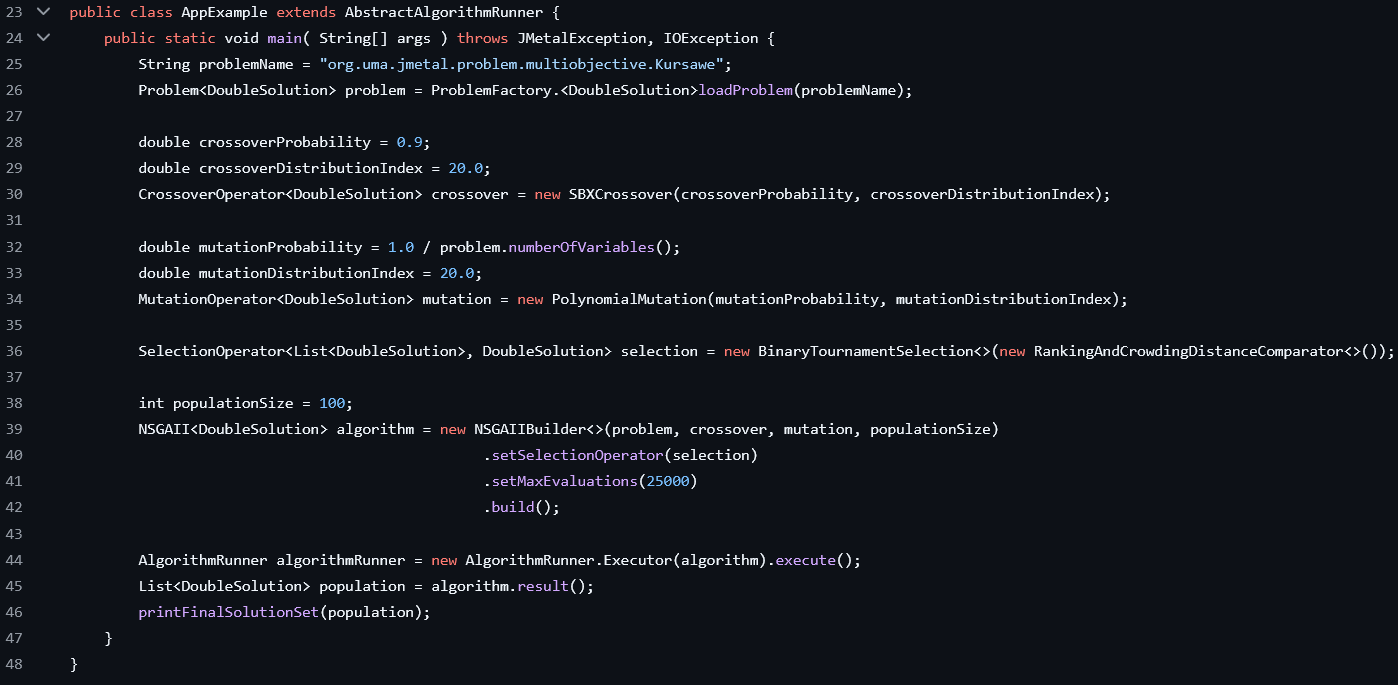 23 public class AppExample extends AbstractAlgorithmRunner {
24     public static void main( String[] args ) throws JMetalException, IOException {
25         String problemName = "org.uma.jmetal.problem.multiobjective.Kursawe";
26         Problem<DoubleSolution> problem = ProblemFactory.<DoubleSolution>loadProblem(problemName);
27
28         double crossoverProbability = 0.9;
29         double crossoverDistributionIndex = 20.0;
30         CrossoverOperator<DoubleSolution> crossover = new SBXCrossover(crossoverProbability, crossoverDistributionIndex);
31
32         double mutationProbability = 1.0 / problem.numberOfVariables();
33         double mutationDistributionIndex = 20.0;
34         MutationOperator<DoubleSolution> mutation = new PolynomialMutation(mutationProbability, mutationDistributionIndex);
35
36         SelectionOperator<List<DoubleSolution>, DoubleSolution> selection = new BinaryTournamentSelection<>(new RankingAndCrowdingDistanceComparator<>());
37
38         int populationSize = 100;
39         NSGAII<DoubleSolution> algorithm = new NSGAIIBuilder<>(problem, crossover, mutation, populationSize)
40                                                 .setSelectionOperator(selection)
41                                                 .setMaxEvaluations(25000)
42                                                 .build();
43
44         AlgorithmRunner algorithmRunner = new AlgorithmRunner.Executor(algorithm).execute();
45         List<DoubleSolution> population = algorithm.result();
46         printFinalSolutionSet(population);
47     }
48 }